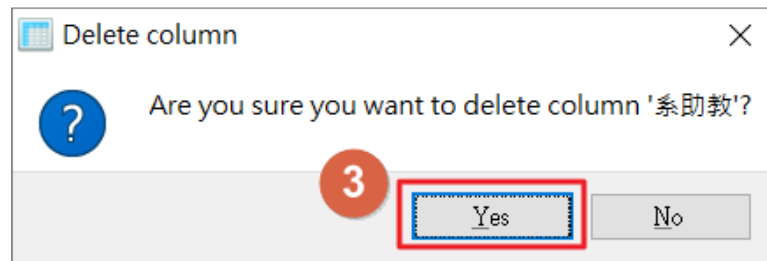 Delete column
Are you sure you want to delete column '系助教'?
3
Yes
No